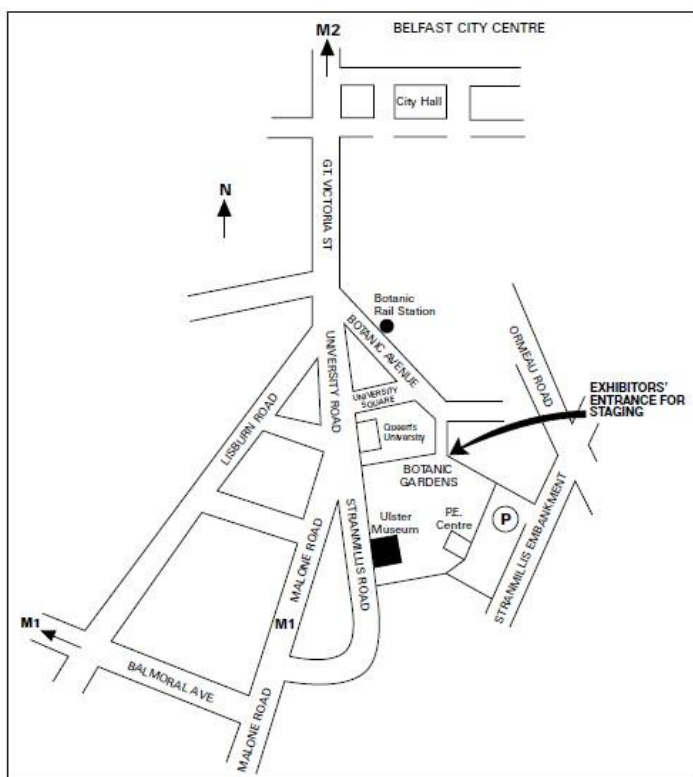 M2
BELFAST CITY CENTRE
City Hall
N
GT. VICTORIA ST
Botanic
Rail Station
BOTANIC AVENUE
ORMEAU ROAD
UNIVERSITY ROAD
UNIVERSITY
SQUARE
EXHIBITORS'
ENTRANCE FOR
STAGING
LISBURN ROAD
Queen's
University
BOTANIC
GARDENS
Ulster
Museum
P.E.
Centre
P
STRANMILLIS ROAD
STRANMILLIS EMBANKMENT
MALONE ROAD
M1
M1
BALMORAL AVE
MALONE ROAD